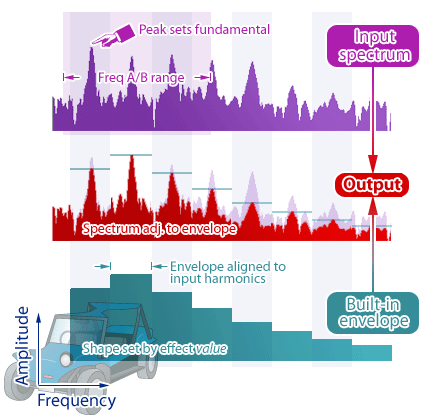 Peak sets fundamental
Freq A/B range
Input
spectrum
Output
Spectrum adj. to envelope
Envelope aligned to
input harmonics
Built-in
envelope
Shape set by effect value
Amplitude
Frequency